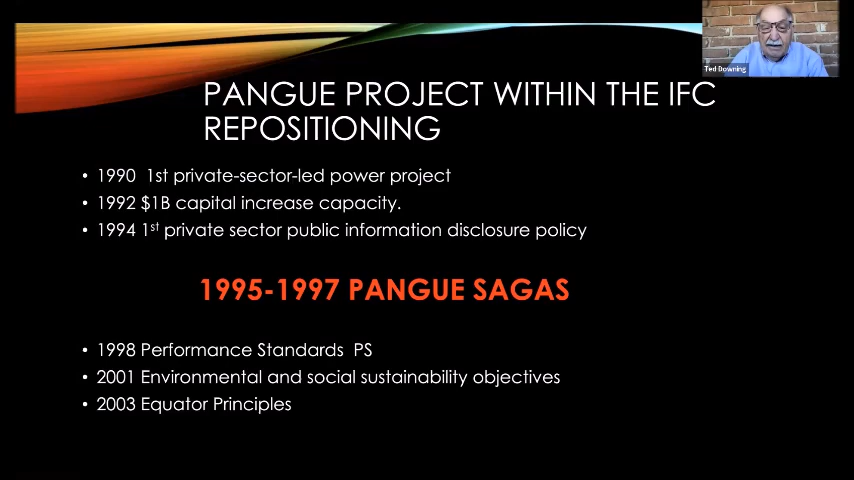 Ted Downing
PANGUE PROJECT WITHIN THE IFC
REPOSITIONING
• 1990 1st private-sector-led power project
• 1992 $1B capital increase capacity.
• 1994 1st private sector public information disclosure policy
1995-1997 PANGUE SAGAS
• 1998 Performance Standards PS
• 2001 Environmental and social sustainability objectives
• 2003 Equator Principles